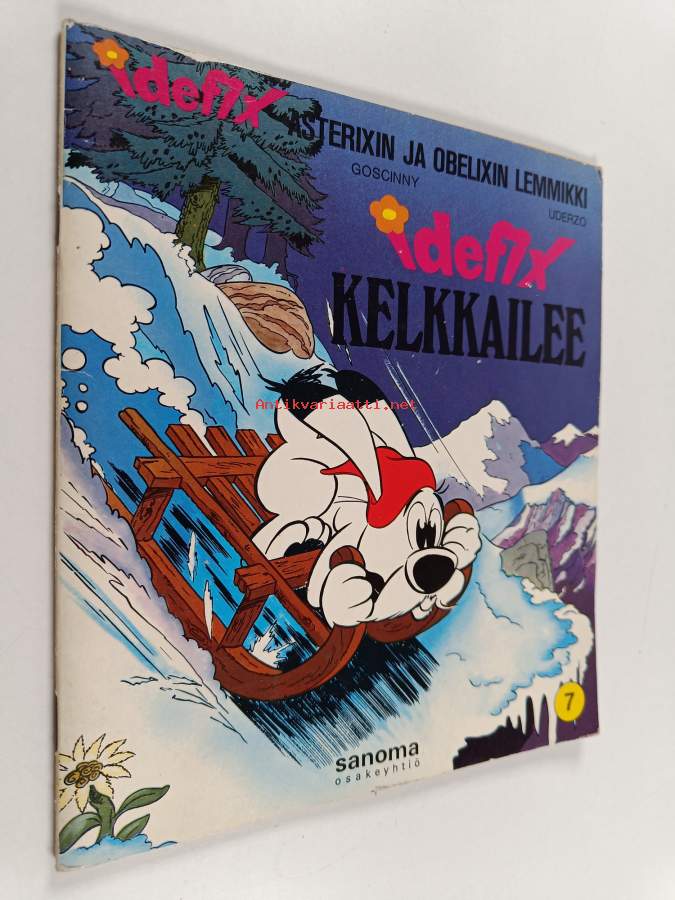 idefix
ASTERIXIN JA OBELIXIN LEMMIKKI
GOSCINNY
UDERZO
idefix
KELKKAILEE
Antikvariaatti.net
7
sanoma
osakeyhtiö